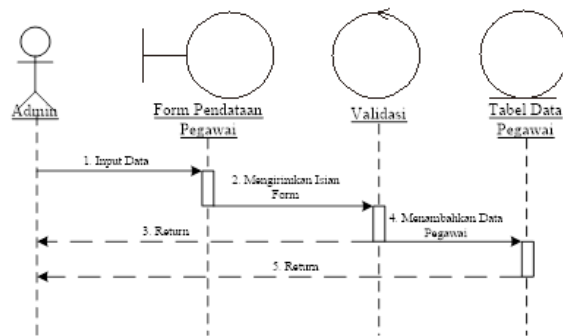 Admin
Form Pendataan
Pegawai
Validasi
Tabel Data
Pegawai
1. Input Data
2. Mengirimkan Isian
Form
3. Return
4. Menambahkan Data
Pegawai
5. Return